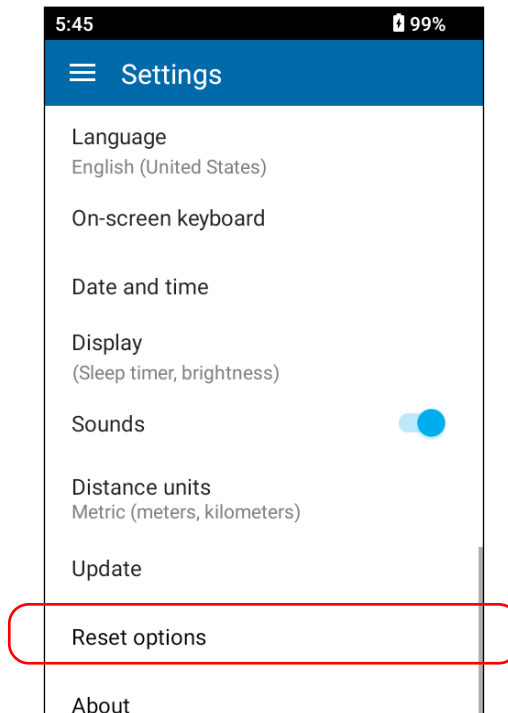 5:45 99%
Settings
Language
English (United States)
On-screen keyboard
Date and time
Display
(Sleep timer, brightness)
Sounds
Distance units
Metric (meters, kilometers)
Update
Reset options
About